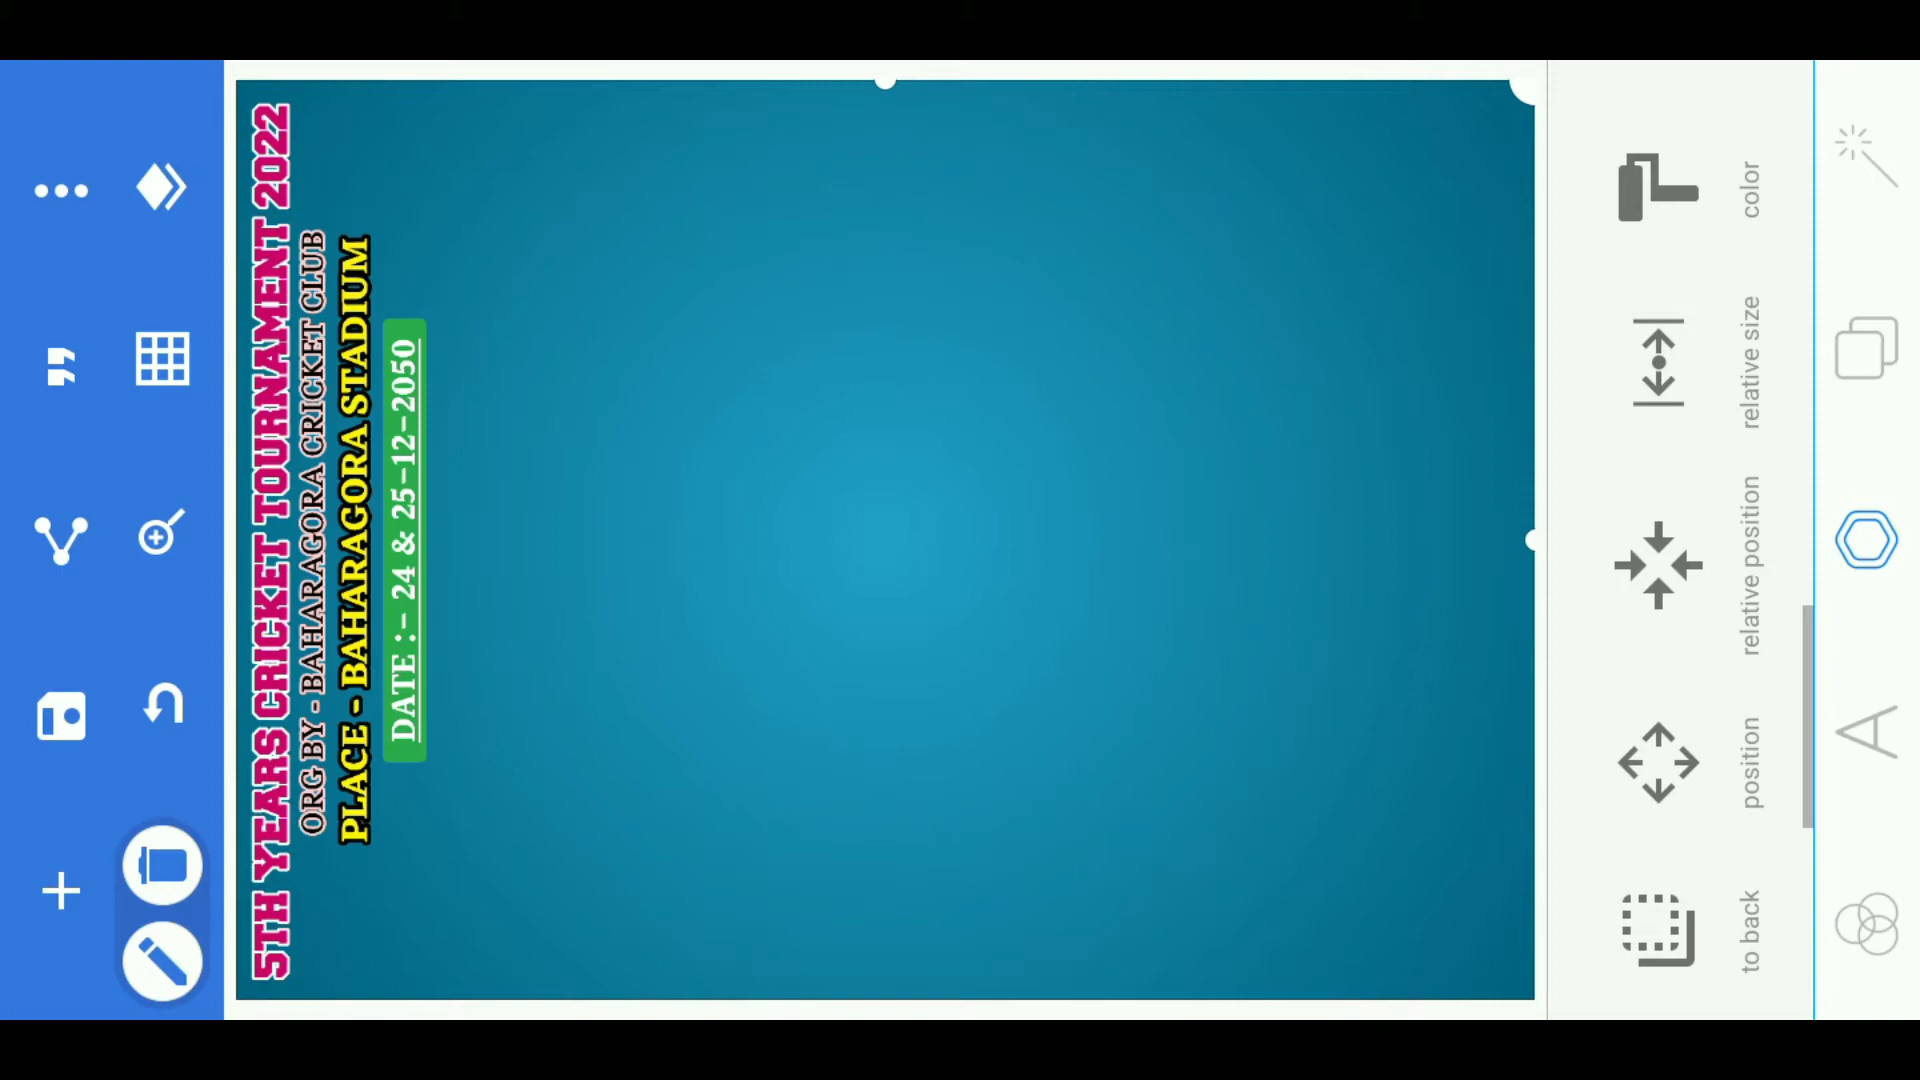 5TH YEARS CRICKET TOURNAMENT 2022
ORG BY - BAHARAGORA CRICKET CLUB
PLACE - BAHARAGORA STADIUM
DATE :- 24 & 25-12-2050
to back
position
relative position
relative size
color